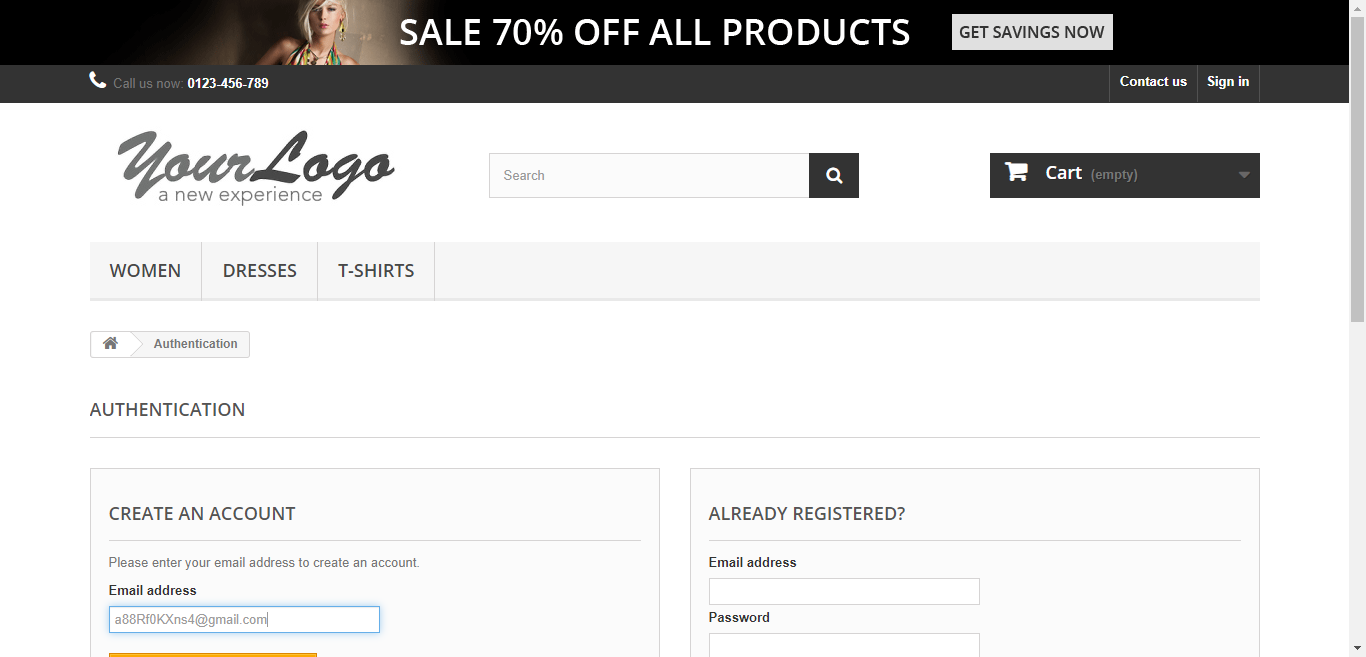 SALE 70% OFF ALL PRODUCTS GET SAVINGS NOW
Call us now: 0123-456-789 Contact us Sign in
YourLogo
a new experience
Search Cart (empty)
WOMEN DRESSES T-SHIRTS
Authentication
AUTHENTICATION
CREATE AN ACCOUNT
Please enter your email address to create an account.
Email address
a88Rf0KXns4@gmail.com
ALREADY REGISTERED?
Email address
Password